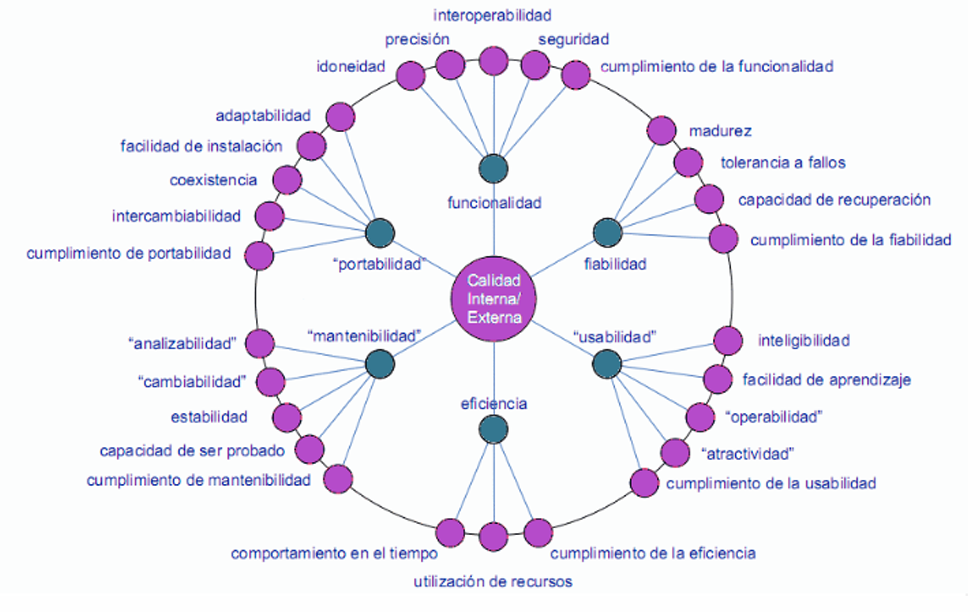 interoperabilidad
precisión
seguridad
idoneidad
cumplimiento de la funcionalidad
adaptabilidad
madurez
facilidad de instalación
tolerancia a fallos
coexistencia
capacidad de recuperación
funcionalidad
intercambiabilidad
cumplimiento de la fiabilidad
cumplimiento de portabilidad
“portabilidad”
fiabilidad
Calidad
Interna/
Externa
“mantenibilidad”
“usabilidad”
“analizabilidad”
inteligibilidad
“cambiabilidad”
facilidad de aprendizaje
eficiencia
estabilidad
“operabilidad”
capacidad de ser probado
“atractividad”
cumplimiento de mantenibilidad
cumplimiento de la usabilidad
comportamiento en el tiempo
cumplimiento de la eficiencia
utilización de recursos